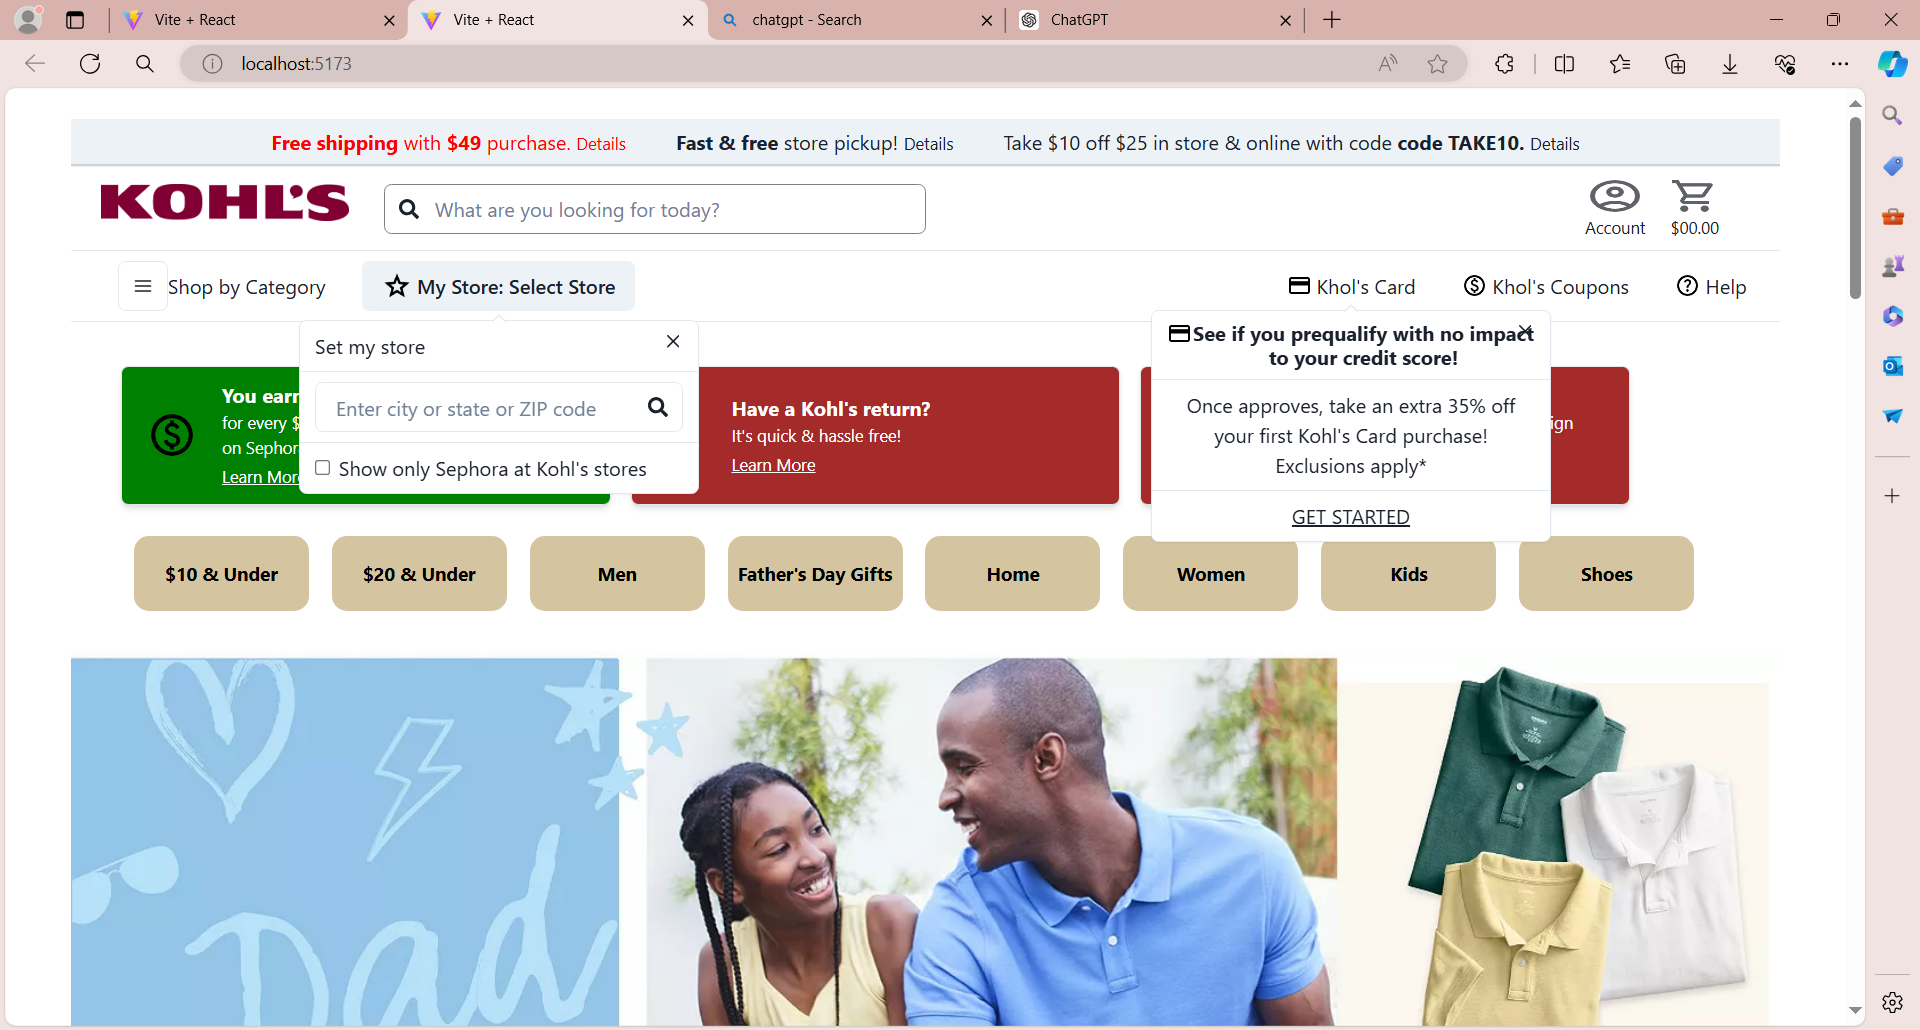 Vite + React
Vite + React
chatgpt - Search
ChatGPT
localhost:5173
Free shipping with $49 purchase. Details
Fast & free store pickup! Details
Take $10 off $25 in store & online with code code TAKE10. Details
KOHL'S
What are you looking for today?
Account
$00.00
Shop by Category
My Store: Select Store
Khol's Card
Khol's Coupons
Help
Set my store
Enter city or state or ZIP code
Show only Sephora at Kohl's stores
See if you prequalify with no impact
to your credit score!
Once approves, take an extra 35% off
your first Kohl's Card purchase!
Exclusions apply*
GET STARTED
You earn
for every $
on Sephor
Learn More
Have a Kohl's return?
It's quick & hassle free!
Learn More
ign
$10 & Under
$20 & Under
Men
Father's Day Gifts
Home
Women
Kids
Shoes
Dad